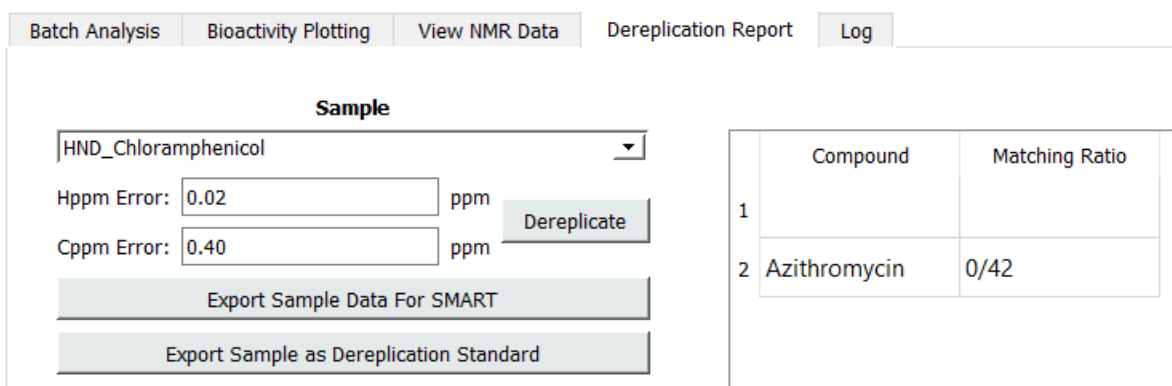 Batch Analysis Bioactivity Plotting View NMR Data Dereplication Report Log
Sample
HND_Chloramphenicol
Hppm Error: 0.02 ppm
Dereplicate
Cppm Error: 0.40 ppm
Export Sample Data For SMART
Export Sample as Dereplication Standard
Compound Matching Ratio
1
2 Azithromycin 0/42